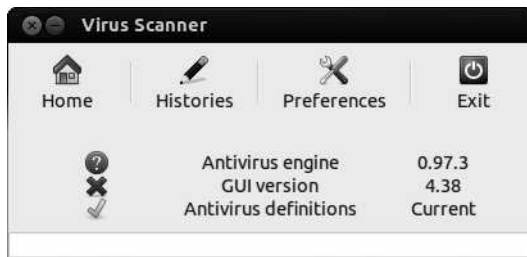 Virus Scanner
Home Histories Preferences Exit
Antivirus engine 0.97.3
GUI version 4.38
Antivirus definitions Current